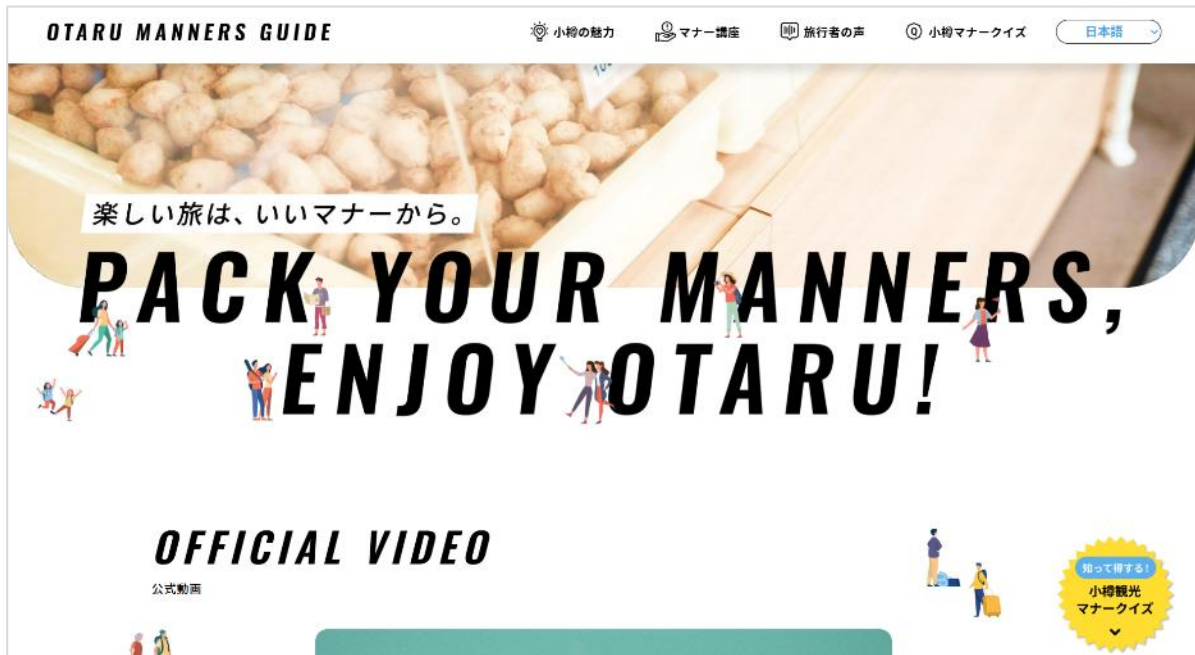 OTARU MANNERS GUIDE
小樽の魅力
マナー講座
旅行者の声
小樽マナークイズ
日本語
楽しい旅は、いいマナーから。
PACK YOUR MANNERS,
ENJOY OTARU!
OFFICIAL VIDEO
公式動画
知って得する!
小樽観光
マナークイズ